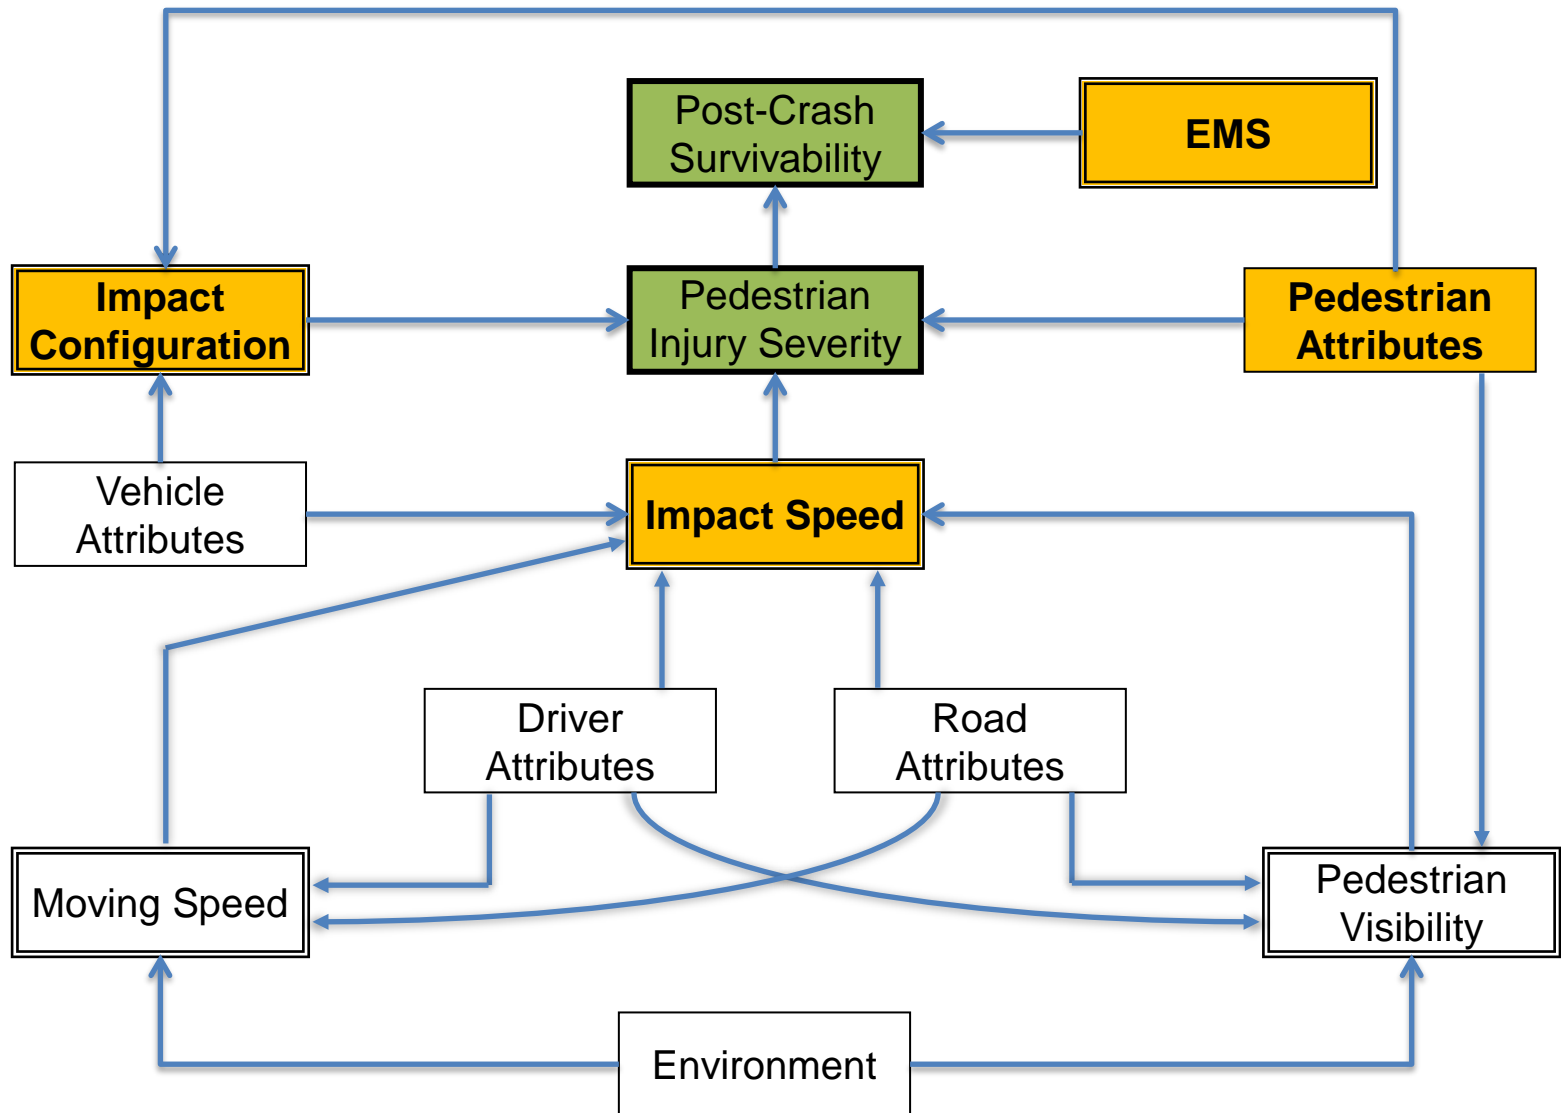 Post-Crash
Survivability
EMS
Impact
Configuration
Pedestrian
Injury Severity
Pedestrian
Attributes
Vehicle
Attributes
Impact Speed
Driver
Attributes
Road
Attributes
Moving Speed
Pedestrian
Visibility
Environment